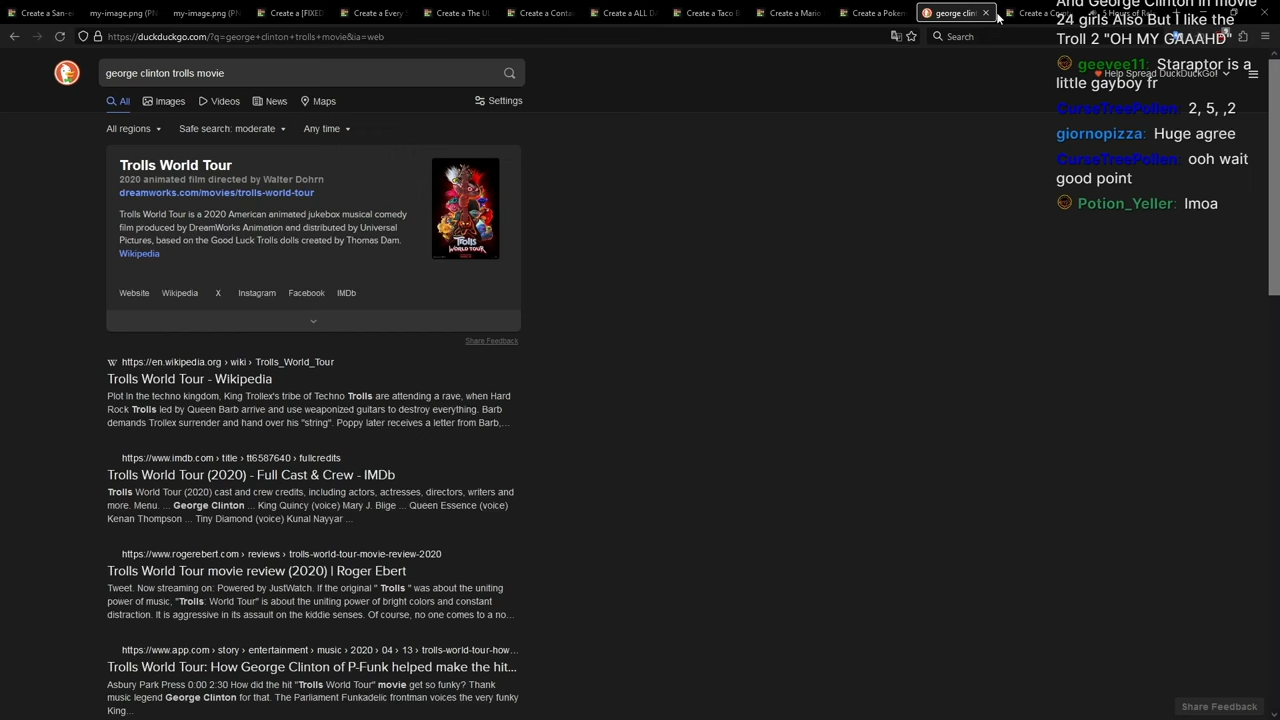 Create a San-e
my-image.png (PN
my-image.png (PN
Create a [FIXED
Create a Every
Create a The Ul
Create a Conta
Create a ALL D
Create a Taco B
Create a Mario
Create a Pokem
george clint
Create a Co
5 Hours of R
And George Clinton in movie
24 girls Also But I like the
Troll 2 "OH MY GAAAHD"
https://duckduckgo.com/?q=george+clinton+trolls+movie&ia=web
Search
geevee11: Staraptor is a
little gayboy fr
george clinton trolls movie
Help Spread DuckDuckGo!
All
Images
Videos
News
Maps
Settings
CurseTreePollen: 2, 5, ,2
All regions
Safe search: moderate
Any time
giornopizza: Huge agree
CurseTreePollen: ooh wait
good point
Potion_Yeller: lmoa
Trolls World Tour
2020 animated film directed by Walter Dohrn
dreamworks.com/movies/trolls-world-tour
Trolls World Tour is a 2020 American animated jukebox musical comedy
film produced by DreamWorks Animation and distributed by Universal
Pictures, based on the Good Luck Trolls dolls created by Thomas Dam.
Wikipedia
TROLLS
WORLD TOUR
Website
Wikipedia
X
Instagram
Facebook
IMDb
Share Feedback
https://en.wikipedia.org › wiki › Trolls_World_Tour
Trolls World Tour - Wikipedia
Plot In the techno kingdom, King Trollex's tribe of Techno Trolls are attending a rave, when Hard
Rock Trolls led by Queen Barb arrive and use weaponized guitars to destroy everything. Barb
demands Trollex surrender and hand over his "string". Poppy later receives a letter from Barb,...
https://www.imdb.com › title › tt6587640 › fullcredits
Trolls World Tour (2020) - Full Cast & Crew - IMDb
Trolls World Tour (2020) cast and crew credits, including actors, actresses, directors, writers and
more. Menu. ... George Clinton ... King Quincy (voice) Mary J. Blige ... Queen Essence (voice)
Kenan Thompson ... Tiny Diamond (voice) Kunal Nayyar ...
https://www.rogerebert.com › reviews › trolls-world-tour-movie-review-2020
Trolls World Tour movie review (2020) | Roger Ebert
Tweet. Now streaming on: Powered by JustWatch. If the original " Trolls " was about the uniting
power of music, "Trolls: World Tour" is about the uniting power of bright colors and constant
distraction. It is aggressive in its assault on the kiddie senses. Of course, no one comes to a no...
https://www.app.com › story › entertainment › music › 2020 › 04 › 13 › trolls-world-tour-how...
Trolls World Tour: How George Clinton of P-Funk helped make the hit...
Asbury Park Press 0:00 2:30 How did the hit "Trolls World Tour" movie get so funky? Thank
music legend George Clinton for that. The Parliament Funkadelic frontman voices the very funky
King...
Share Feedback